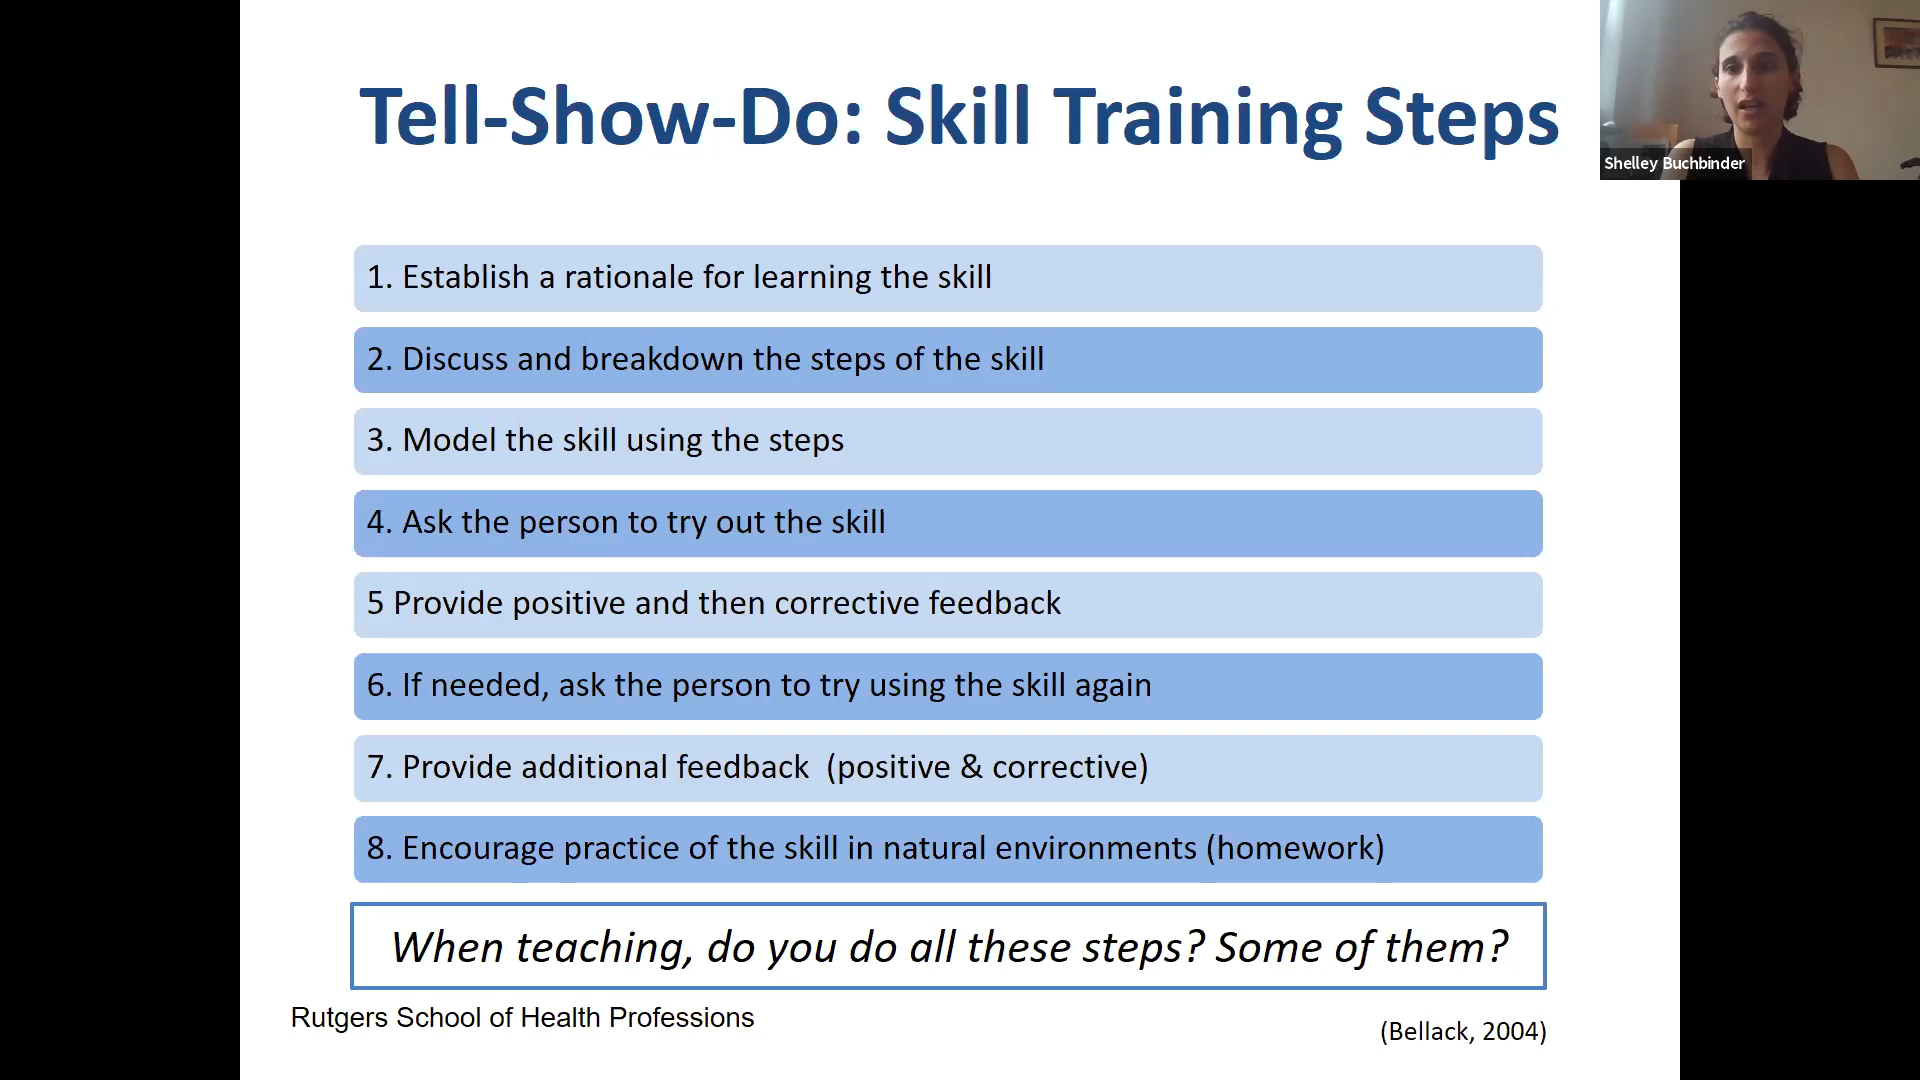 Tell-Show-Do: Skill Training Steps
Shelley Buchbinder
1. Establish a rationale for learning the skill
2. Discuss and breakdown the steps of the skill
3. Model the skill using the steps
4. Ask the person to try out the skill
5 Provide positive and then corrective feedback
6. If needed, ask the person to try using the skill again
7. Provide additional feedback  (positive & corrective)
8. Encourage practice of the skill in natural environments (homework)
When teaching, do you do all these steps? Some of them?
Rutgers School of Health Professions
(Bellack, 2004)